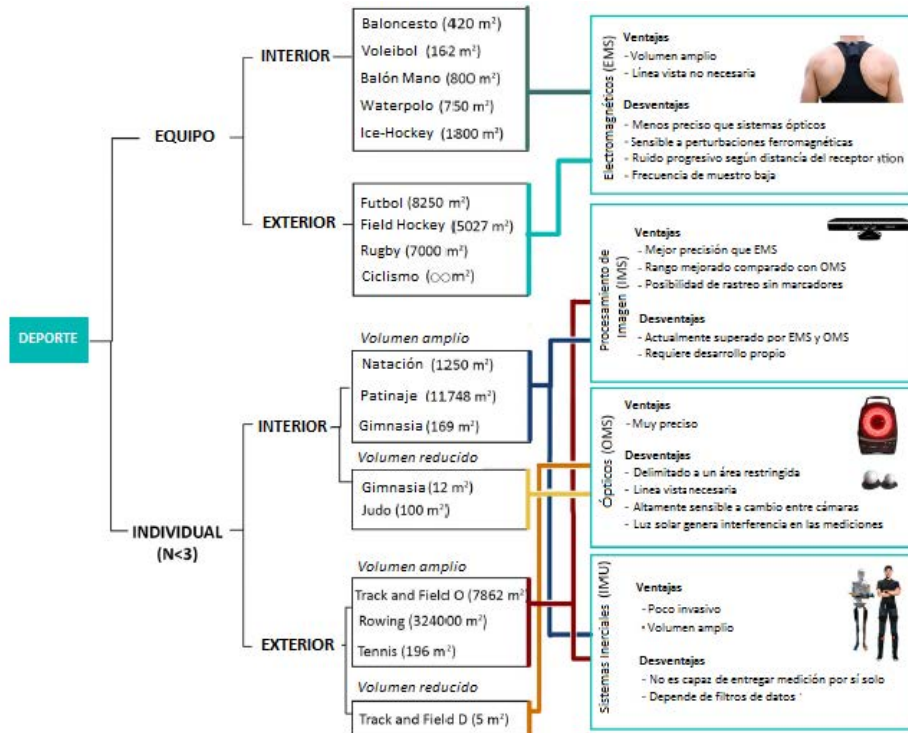 DEPORTE
EQUIPO
INTERIOR
Baloncesto (420 m²)
Voleibol (162 m²)
Balón Mano (800 m²)
Waterpolo (750 m²)
Ice-Hockey (1800 m²)
EXTERIOR
Futbol (8250 m²)
Field Hockey (5027 m²)
Rugby (7000 m²)
Ciclismo (○○m²)
INDIVIDUAL
(N<3)
INTERIOR
Volumen amplio
Natación (1250 m²)
Patinaje (11748 m²)
Gimnasia (169 m²)
Volumen reducido
Gimnasia (12 m²)
Judo (100 m²)
EXTERIOR
Volumen amplio
Track and Field O (7862 m²)
Rowing (324000 m²)
Tennis (196 m²)
Volumen reducido
Track and Field D (5 m²)
Electromagnéticos (EMS)
Ventajas
- Volumen amplio
- Línea vista no necesaria
Desventajas
- Menos preciso que sistemas ópticos
- Sensible a perturbaciones ferromagnéticas
- Ruido progresivo según distancía del receptor ation
- Frecuencia de muestro baja
Procesamiento de
Imagen (IMS)
Ventajas
- Mejor precisión que EMS
- Rango mejorado comparado con OMS
- Posibilidad de rastreo sin marcadores
Desventajas
- Actualmente superado por EMS y OMS
- Requiere desarrollo propio
Ópticos (OMS)
Ventajas
- Muy preciso
Desventajas
- Delimitado a un área restringida
- Linea vista necesaria
- Altamente sensible a cambio entre cámaras
- Luz solar genera interferencia en las mediciones
Sistemas Inerciales (IMU)
Ventajas
- Poco invasivo
• Volumen amplio
Desventajas
- No es capaz de entregar medición por sí solo
- Depende de filtros de datos